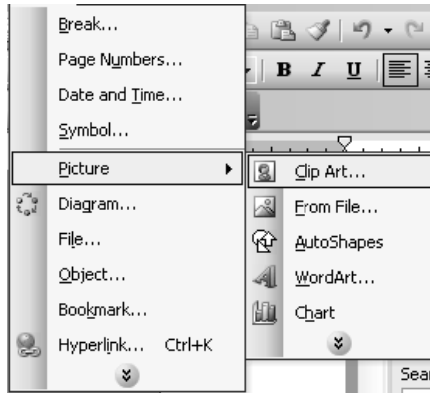 Break...
Page Numbers...
Date and Time...
Symbol...
Picture
Diagram...
File...
Object...
Bookmark...
Hyperlink... Ctrl+K
B I U
Clip Art...
From File...
AutoShapes
WordArt...
Chart
Sear